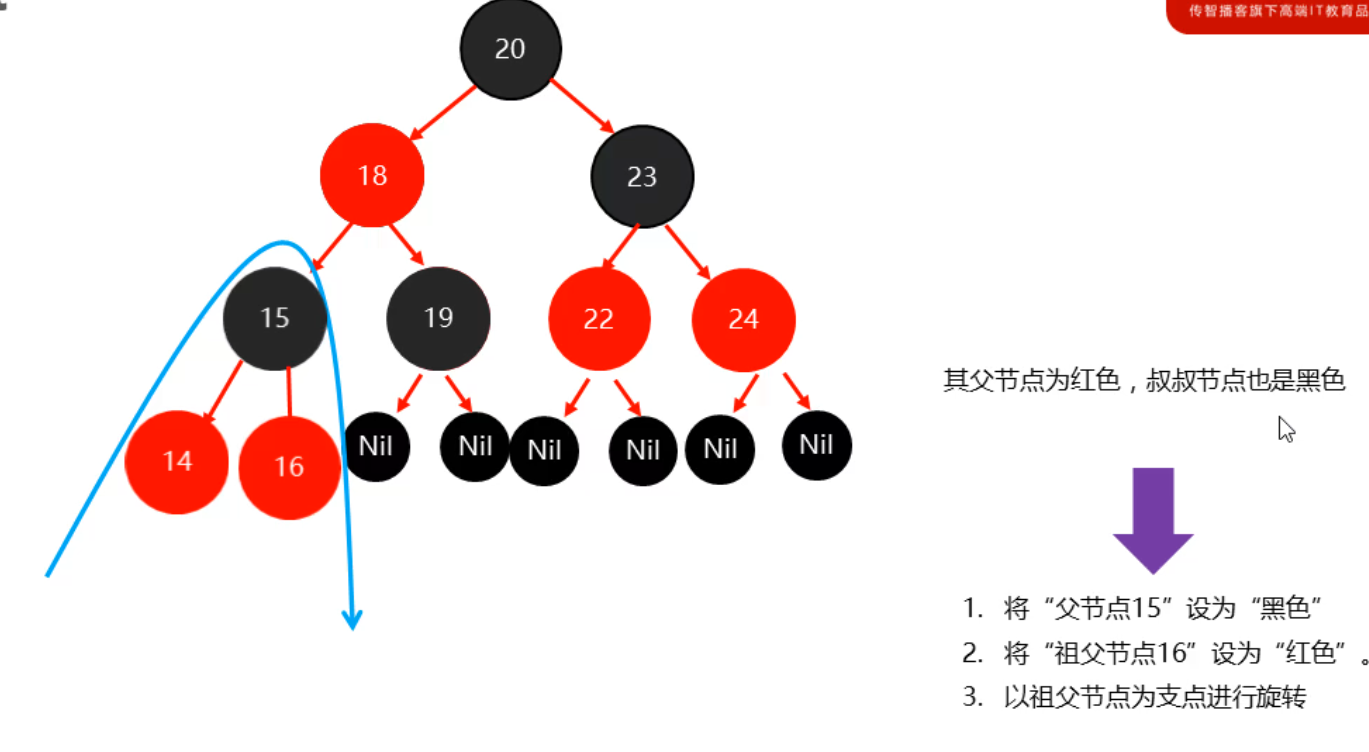 传智播客旗下高端IT教育品
20
18
23
15
19
22
24
14
16
Nil
Nil
Nil
Nil
Nil
Nil
其父节点为红色，叔叔节点也是黑色
1. 将“父节点15”设为“黑色”
2. 将“祖父节点16”设为“红色”。
3. 以祖父节点为支点进行旋转